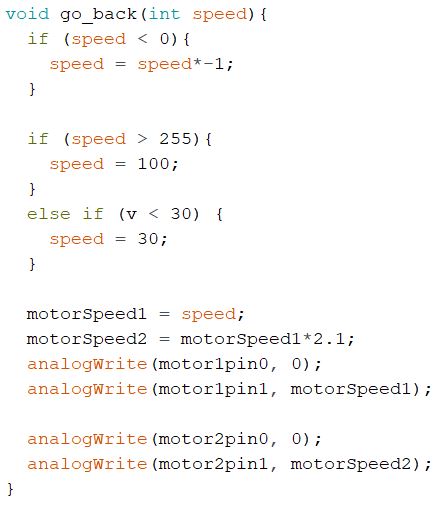 void go_back(int speed){
  if (speed < 0){
    speed = speed*-1;
  }

  if (speed > 255){
    speed = 100;
  }
  else if (v < 30) {
    speed = 30;
  }

  motorSpeed1 = speed;
  motorSpeed2 = motorSpeed1*2.1;
  analogWrite(motor1pin0, 0);
  analogWrite(motor1pin1, motorSpeed1);

  analogWrite(motor2pin0, 0);
  analogWrite(motor2pin1, motorSpeed2);
}